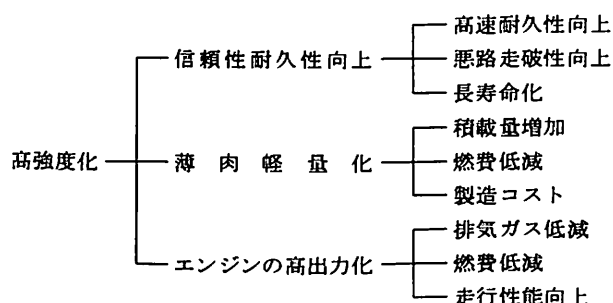 高強度化
信頼性耐久性向上
高速耐久性向上
悪路走破性向上
長寿命化
薄肉軽量化
積載量増加
燃費低減
製造コスト
エンジンの高出力化
排気ガス低減
燃費低減
走行性能向上